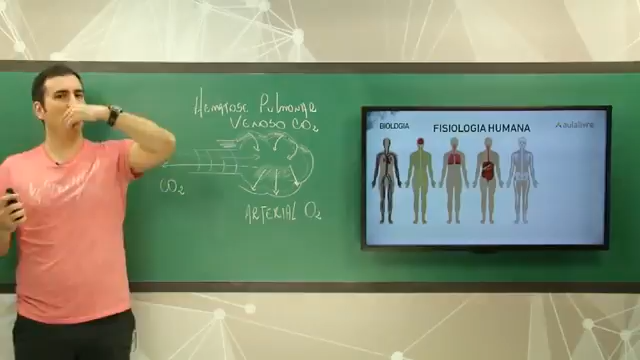 HEMATOSE PULMONAR
VENOSO CO₂
CO₂
ARTERIAL O₂
BIOLOGIA
FISIOLOGIA HUMANA
aulalivre